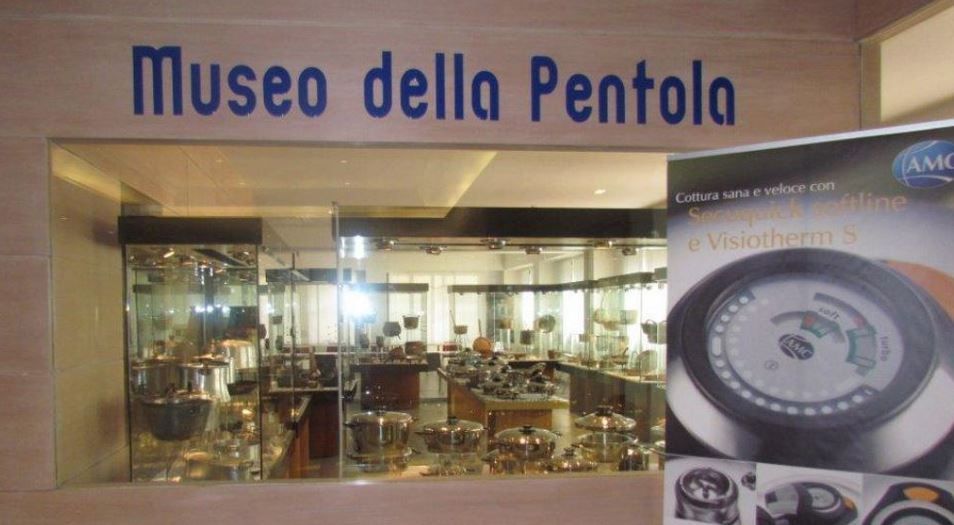 Museo della Pentola
AMC
Cottura sana e veloce con
Secuquick softline
e Visiotherm S
soft
turbo
AMC